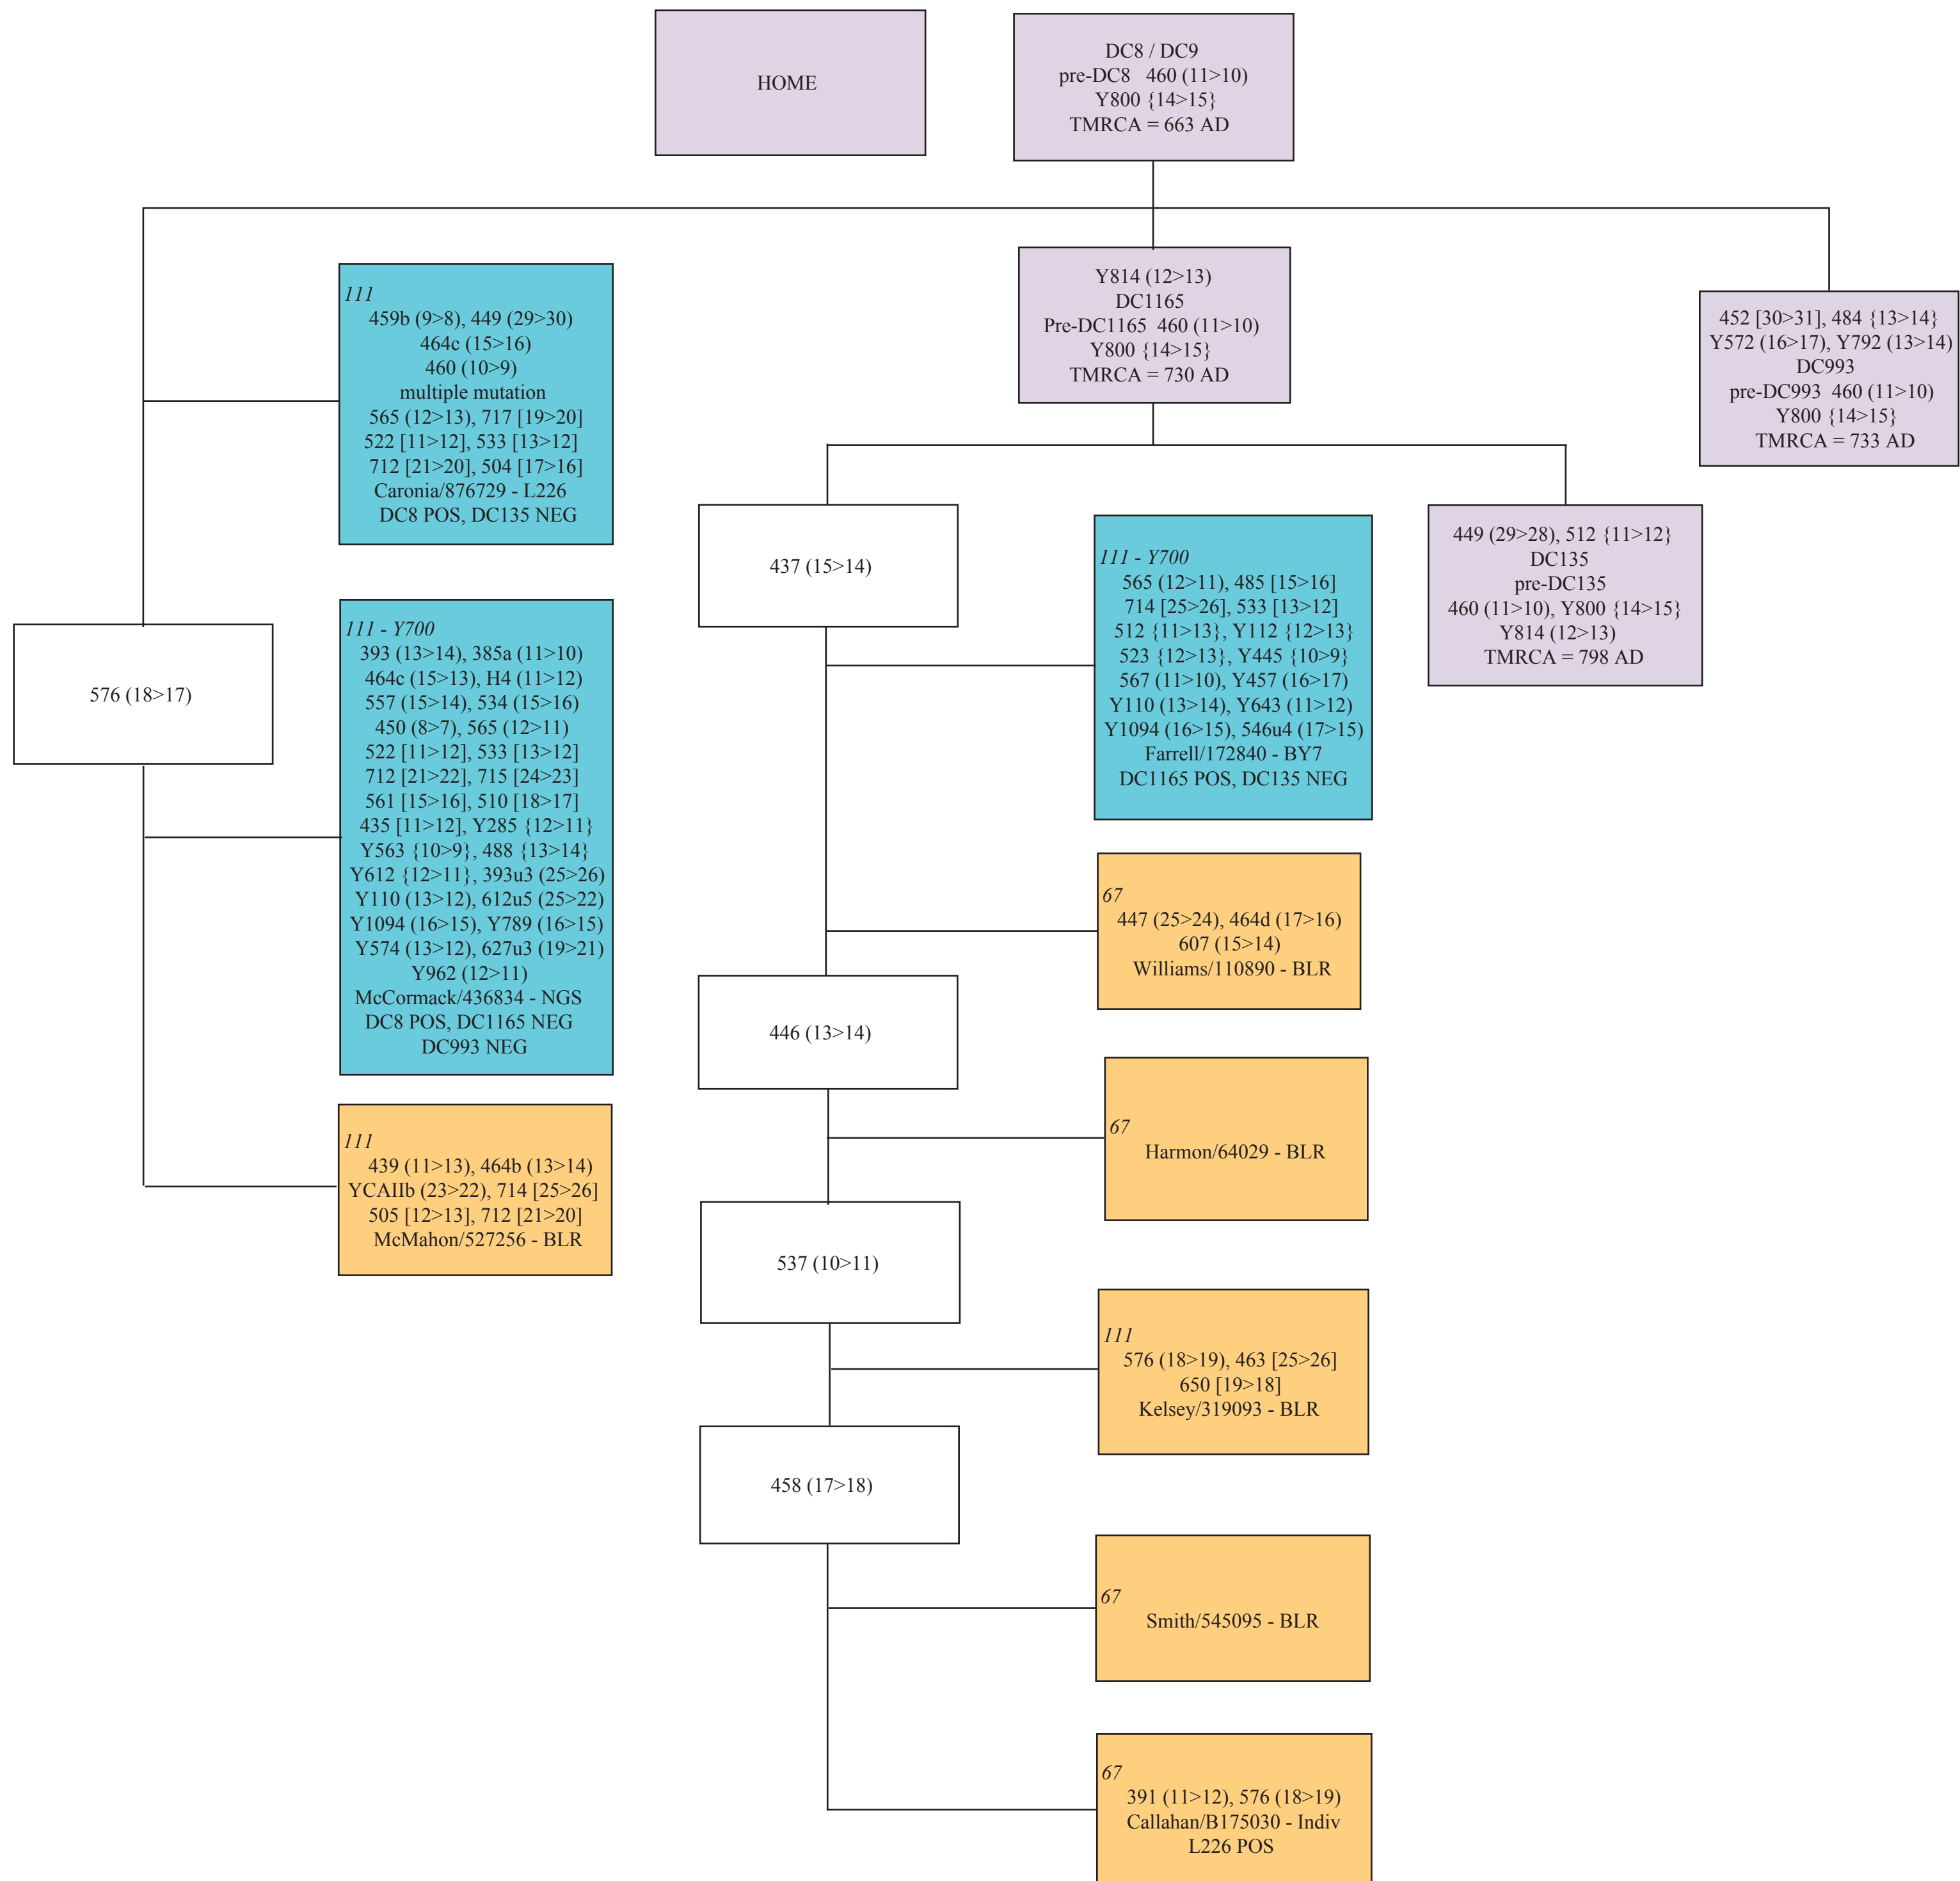 HOME
DC8 / DC9
pre-DC8 460 (11>10)
Y800 {14>15}
TMRCA = 663 AD
111
459b (9>8), 449 (29>30)
464c (15>16)
460 (10>9)
multiple mutation
565 (12>13), 717 [19>20]
522 [11>12], 533 [13>12]
712 [21>20], 504 [17>16]
Caronia/876729 - L226
DC8 POS, DC135 NEG
Y814 (12>13)
DC1165
Pre-DC1165 460 (11>10)
Y800 {14>15}
TMRCA = 730 AD
452 [30>31], 484 {13>14}
Y572 (16>17), Y792 (13>14)
DC993
pre-DC993 460 (11>10)
Y800 {14>15}
TMRCA = 733 AD
437 (15>14)
111 - Y700
565 (12>11), 485 [15>16]
714 [25>26], 533 [13>12]
512 {11>13}, Y112 {12>13}
523 {12>13}, Y445 {10>9}
567 (11>10), Y457 (16>17)
Y110 (13>14), Y643 (11>12)
Y1094 (16>15), 546u4 (17>15)
Farrell/172840 - BY7
DC1165 POS, DC135 NEG
449 (29>28), 512 {11>12}
DC135
pre-DC135
460 (11>10), Y800 {14>15}
Y814 (12>13)
TMRCA = 798 AD
576 (18>17)
111 - Y700
393 (13>14), 385a (11>10)
464c (15>13), H4 (11>12)
557 (15>14), 534 (15>16)
450 (8>7), 565 (12>11)
522 [11>12], 533 [13>12]
712 [21>22], 715 [24>23]
561 [15>16], 510 [18>17]
435 [11>12], Y285 {12>11}
Y563 {10>9}, 488 {13>14}
Y612 {12>11}, 393u3 (25>26)
Y110 (13>12), 612u5 (25>22)
Y1094 (16>15), Y789 (16>15)
Y574 (13>12), 627u3 (19>21)
Y962 (12>11)
McCormack/436834 - NGS
DC8 POS, DC1165 NEG
DC993 NEG
67
447 (25>24), 464d (17>16)
607 (15>14)
Williams/110890 - BLR
446 (13>14)
67
Harmon/64029 - BLR
111
439 (11>13), 464b (13>14)
YCAIIb (23>22), 714 [25>26]
505 [12>13], 712 [21>20]
McMahon/527256 - BLR
537 (10>11)
111
576 (18>19), 463 [25>26]
650 [19>18]
Kelsey/319093 - BLR
458 (17>18)
67
Smith/545095 - BLR
67
391 (11>12), 576 (18>19)
Callahan/B175030 - Indiv
L226 POS